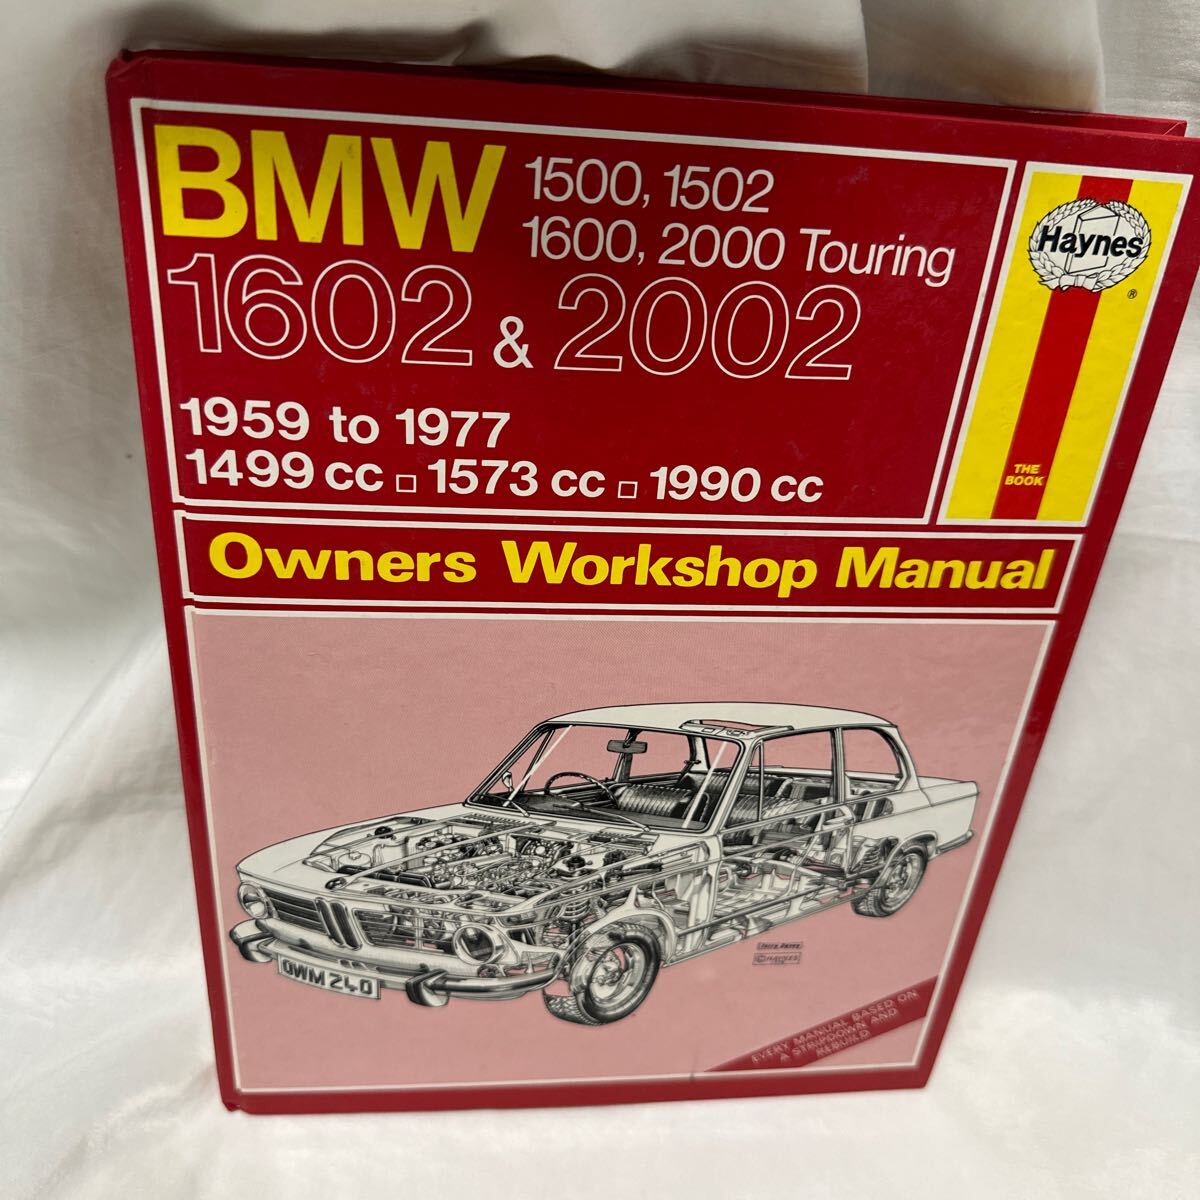 BMW
1500, 1502
1600, 2000 Touring
1602 & 2002
1959 to 1977
1499 cc □ 1573 cc □ 1990 cc
Haynes
®
THE
BOOK
Owners Workshop Manual
OWM 240
EVERY MANUAL BASED ON
A STRIPDOWN AND
REBUILD